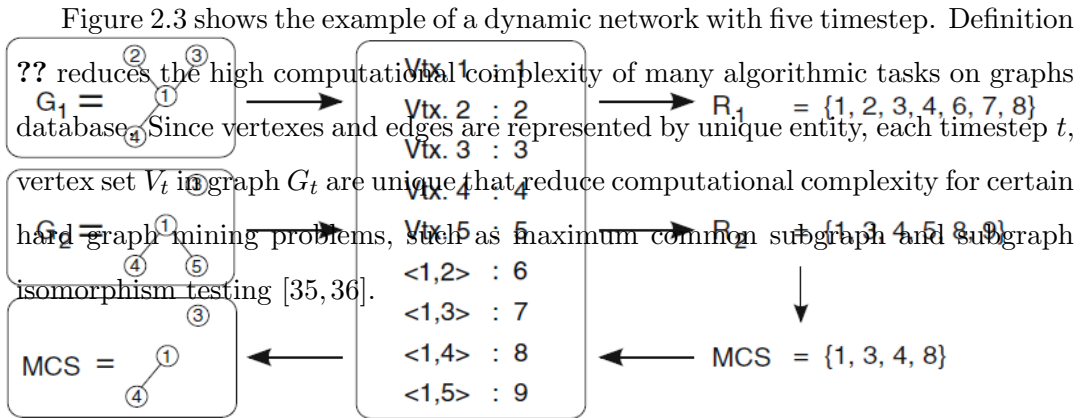 Figure 2.3 shows the example of a dynamic network with five timestep. Definition
?? reduces the high computational complexity of many algorithmic tasks on graphs
database. Since vertexes and edges are represented by unique entity, each timestep t,
vertex set V_t in graph G_t are unique that reduce computational complexity for certain
hard graph mining problems, such as maximum common subgraph and subgraph
isomorphism testing [35, 36].
G₁ =
2
3
1
4
G₂ =
3
1
4
5
MCS =
3
1
4
Vtx. 1 : 1
Vtx. 2 : 2
Vtx. 3 : 3
Vtx. 4 : 4
Vtx. 5 : 5
<1,2> : 6
<1,3> : 7
<1,4> : 8
<1,5> : 9
R₁ = {1, 2, 3, 4, 6, 7, 8}
R₂ = {1, 3, 4, 5, 8, 9}
MCS = {1, 3, 4, 8}